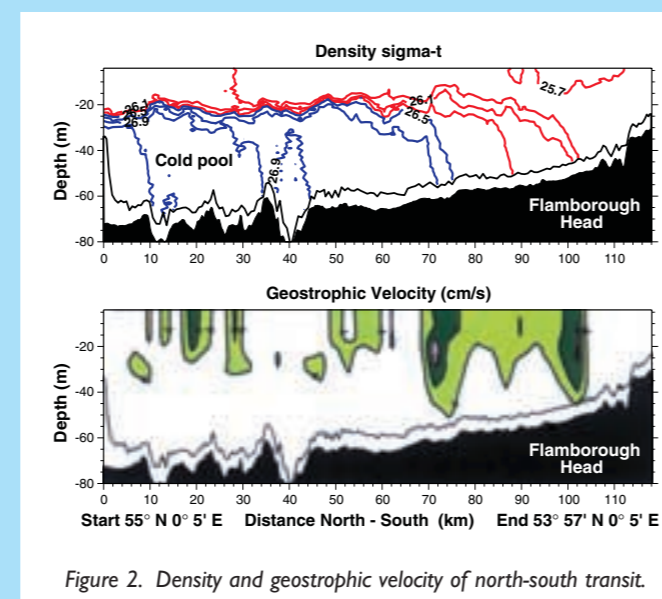 Density sigma-t
26.1
26.5
26.9
26.1
25.7
26.5
26.9
Cold pool
Depth (m)
-20
-40
-60
-80
Flamborough
Head
0 10 20 30 40 50 60 70 80 90 100 110
Geostrophic Velocity (cm/s)
Depth (m)
-20
-40
-60
-80
Flamborough
Head
0 10 20 30 40 50 60 70 80 90 100 110
Start 55° N 0° 5' E Distance North - South (km) End 53° 57' N 0° 5' E
Figure 2. Density and geostrophic velocity of north-south transit.